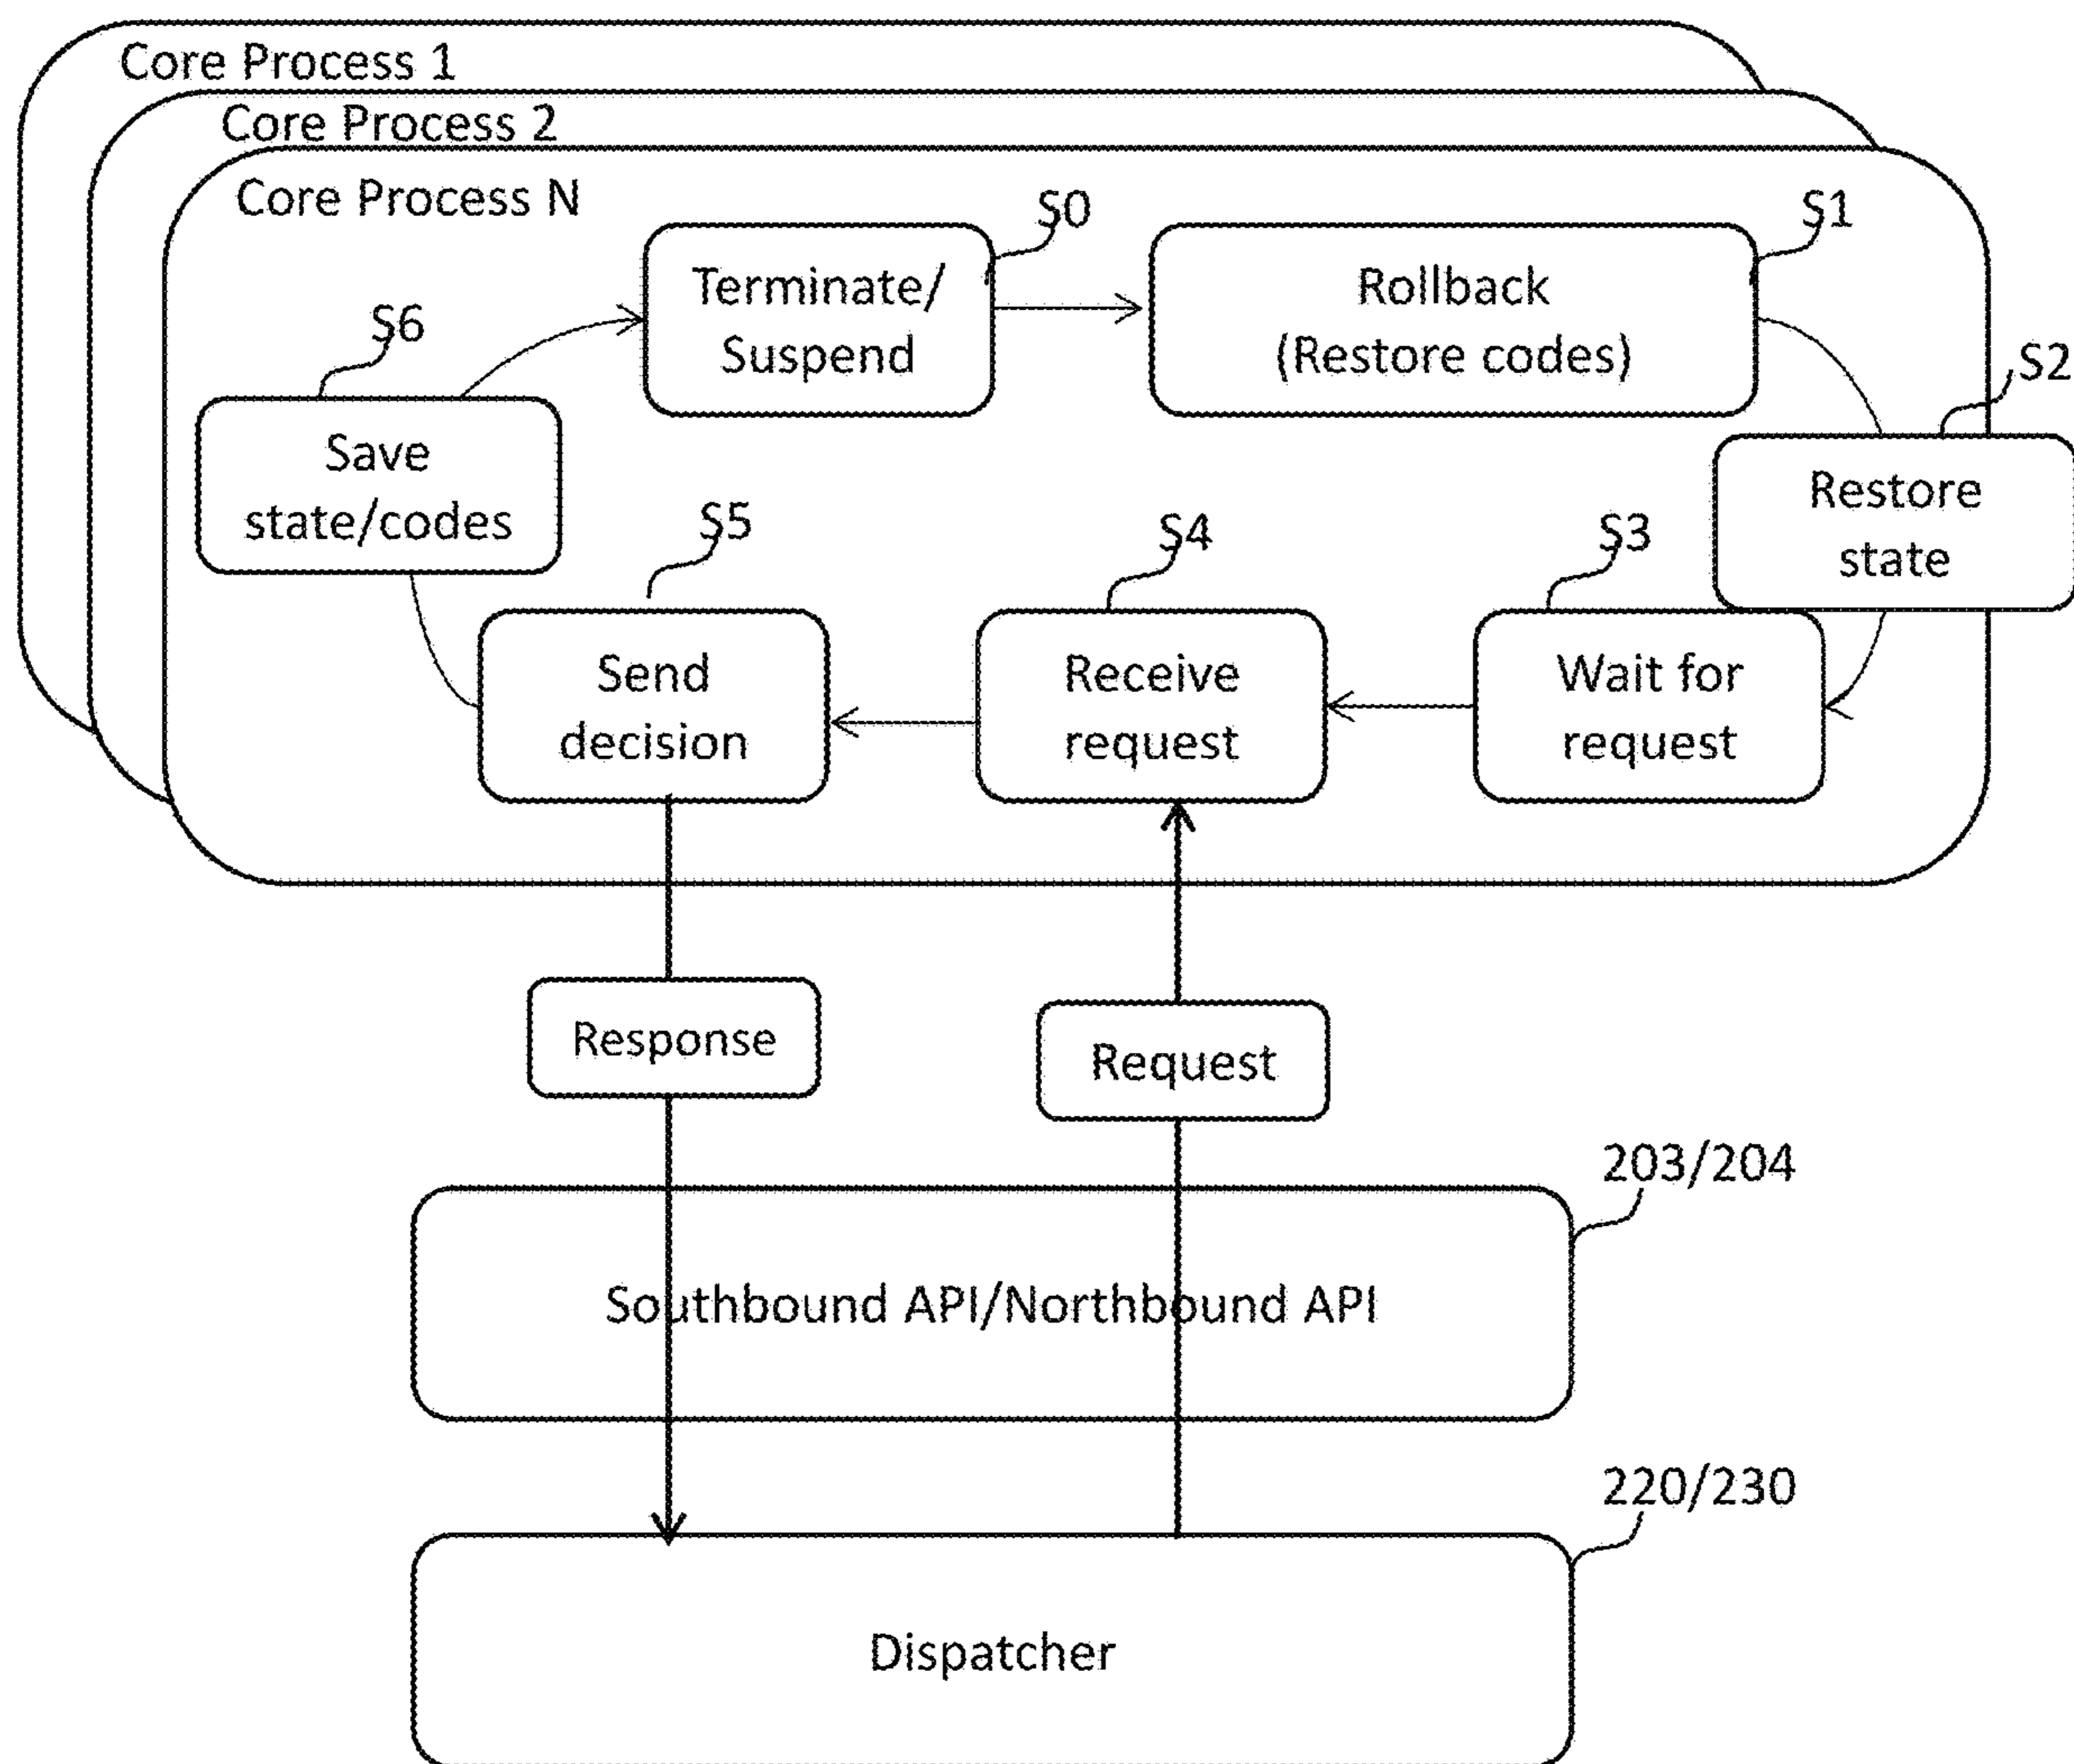 Core Process 1
Core Process 2
Core Process N
S0
S1
Terminate/
Suspend
Rollback
(Restore codes)
S6
S2
Save
state/codes
Restore
state
S5
S4
S3
Send
decision
Receive
request
Wait for
request
Response
Request
203/204
Southbound API/Northbound API
220/230
Dispatcher